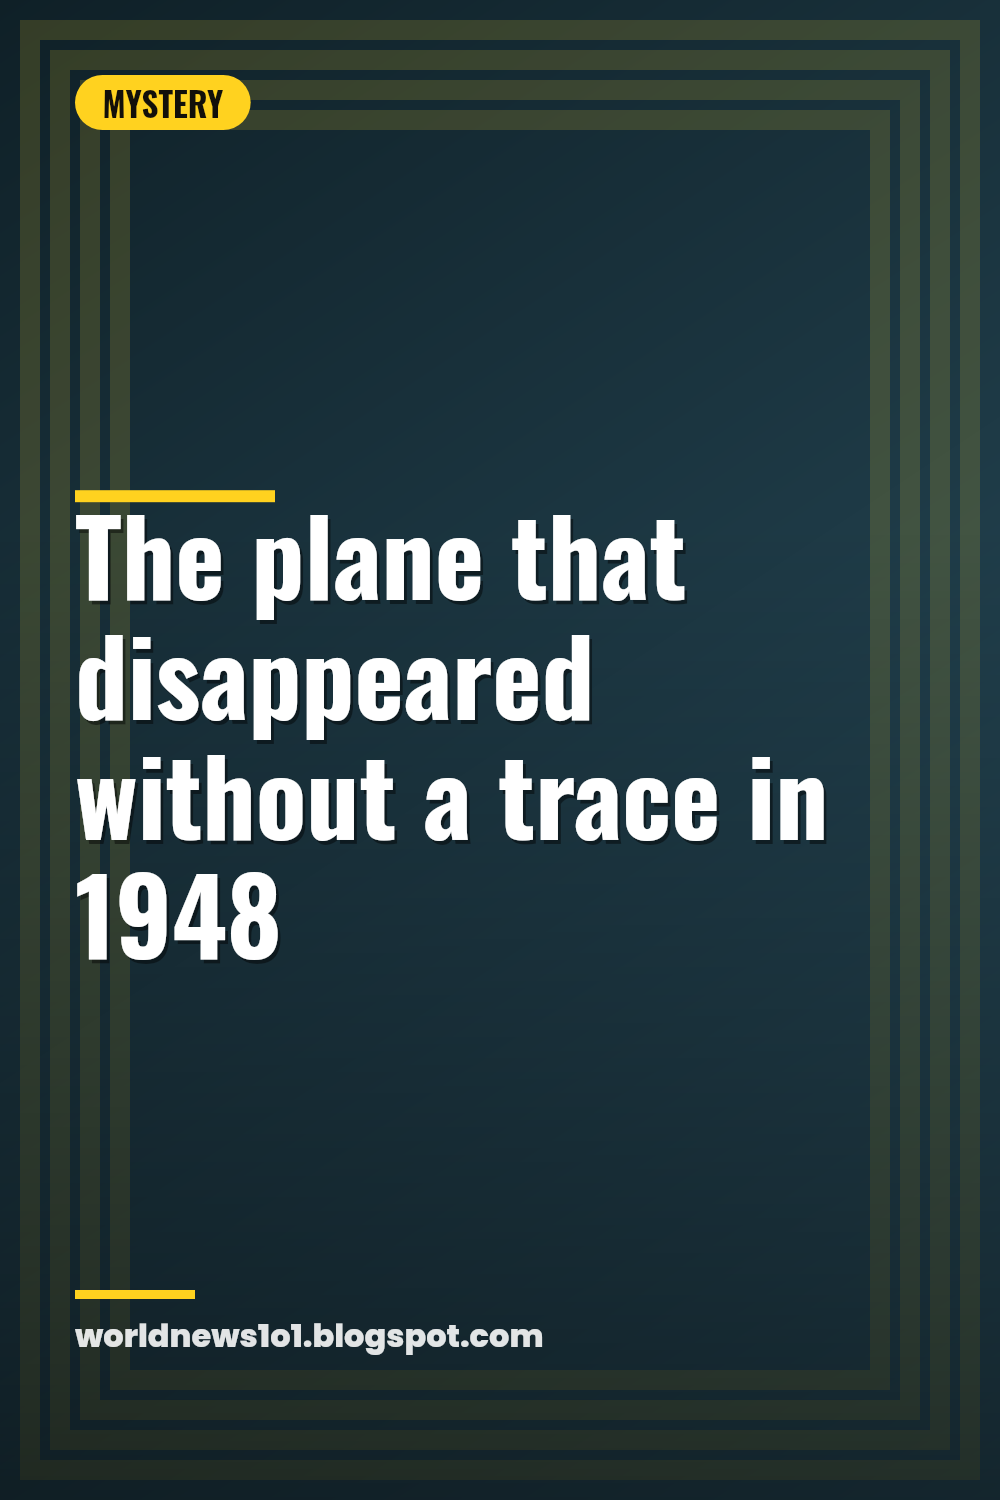 MYSTERY
The plane that
disappeared
without a trace in
1948
worldnews1o1.blogspot.com